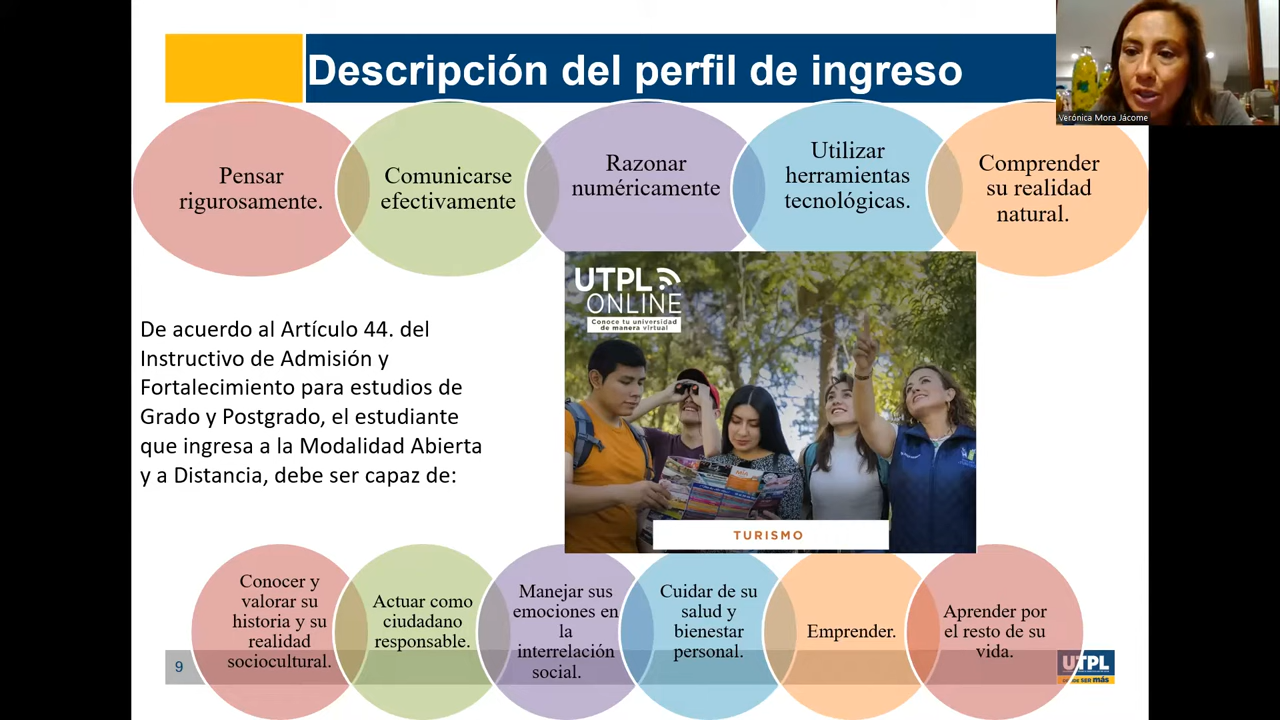 Descripción del perfil de ingreso
Verónica Mora Jácome
Pensar
rigurosamente.
Comunicarse
efectivamente
Razonar
numéricamente
Utilizar
herramientas
tecnológicas.
Comprender
su realidad
natural.
UTPL
ONLINE
Conoce tu universidad
de manera virtual
De acuerdo al Artículo 44. del
Instructivo de Admisión y
Fortalecimiento para estudios de
Grado y Postgrado, el estudiante
que ingresa a la Modalidad Abierta
y a Distancia, debe ser capaz de:
TURISMO
Conocer y
valorar su
historia y su
realidad
sociocultural.
Actuar como
ciudadano
responsable.
Manejar sus
emociones en
la
interrelación
social.
Cuidar de su
salud y
bienestar
personal.
Emprender.
Aprender por
el resto de su
vida.
9
UTPL
SER más